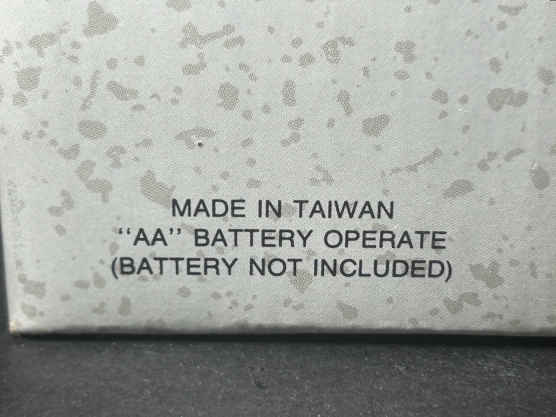 MADE IN TAIWAN
‘‘AA’’ BATTERY OPERATE
(BATTERY NOT INCLUDED)